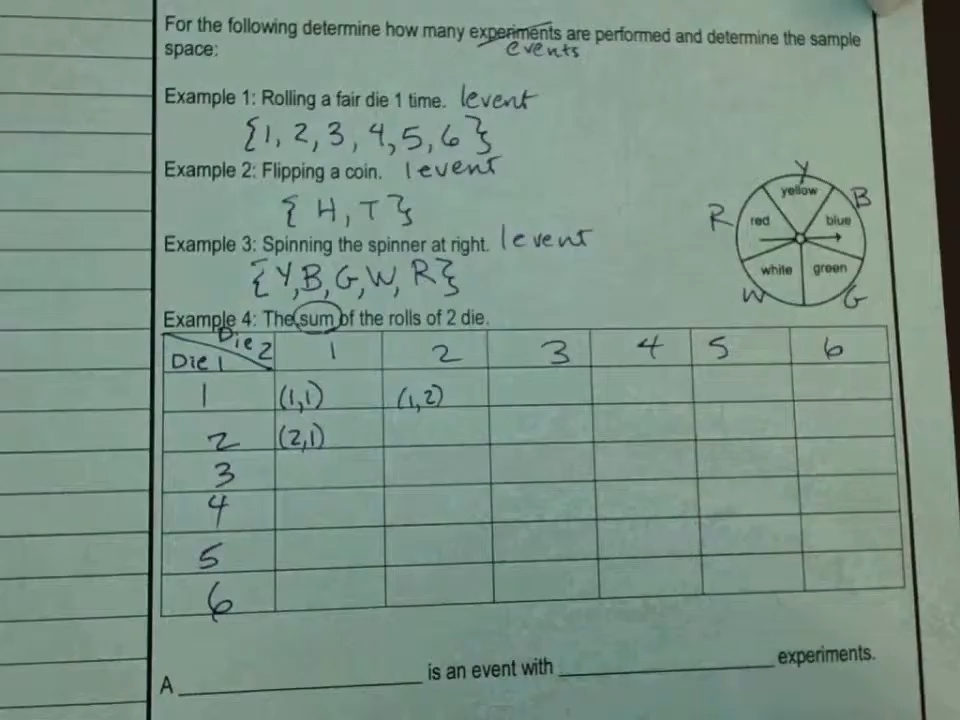 For the following determine how many experiments are performed and determine the sample
events
space:
Example 1: Rolling a fair die 1 time. 1event
{1, 2, 3, 4, 5, 6}
Example 2: Flipping a coin. 1event
{H, T}
Example 3: Spinning the spinner at right. 1event
{Y, B, G, W, R}
Y
yellow
B
R
red
blue
white
green
W
G
Example 4: The sum of the rolls of 2 die.
Die 2
Die 1
1 2 3 4 5 6
1 (1,1) (1,2)
2 (2,1)
3
4
5
6
A ____________ is an event with ____________ experiments.